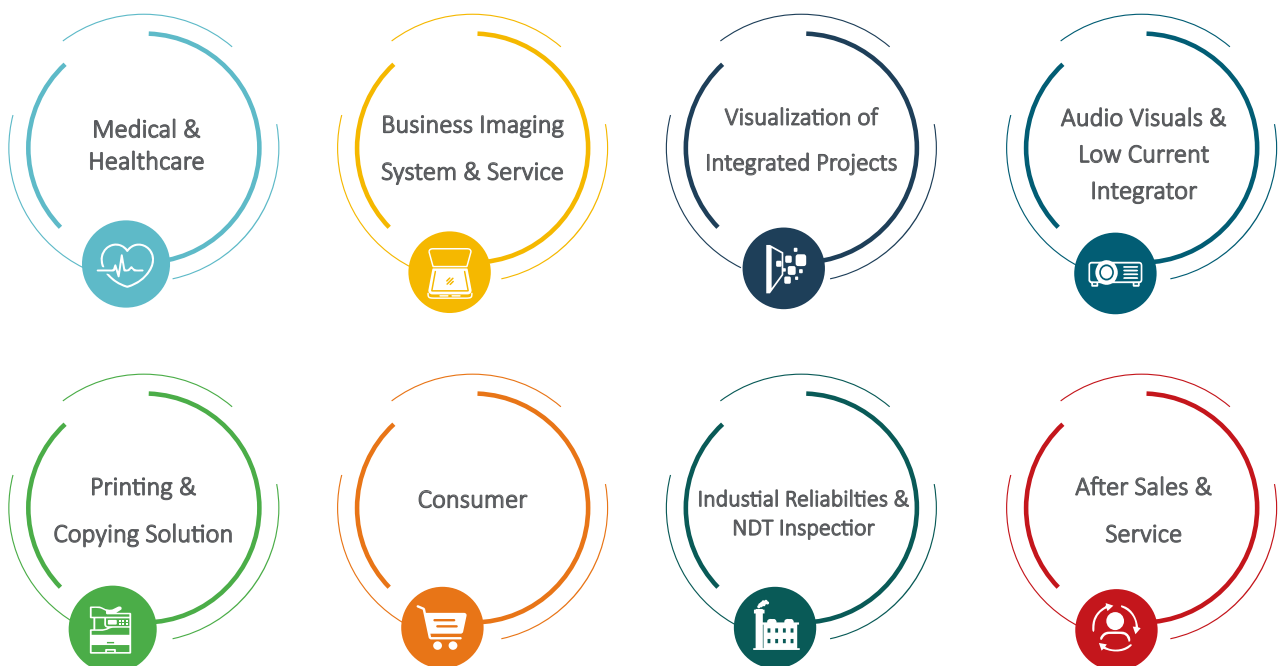 Medical &
Healthcare
Business Imaging
System & Service
Visualization of
Integrated Projects
Audio Visuals &
Low Current
Integrator
Printing &
Copying Solution
Consumer
Industial Reliabilties &
NDT Inspectior
After Sales &
Service